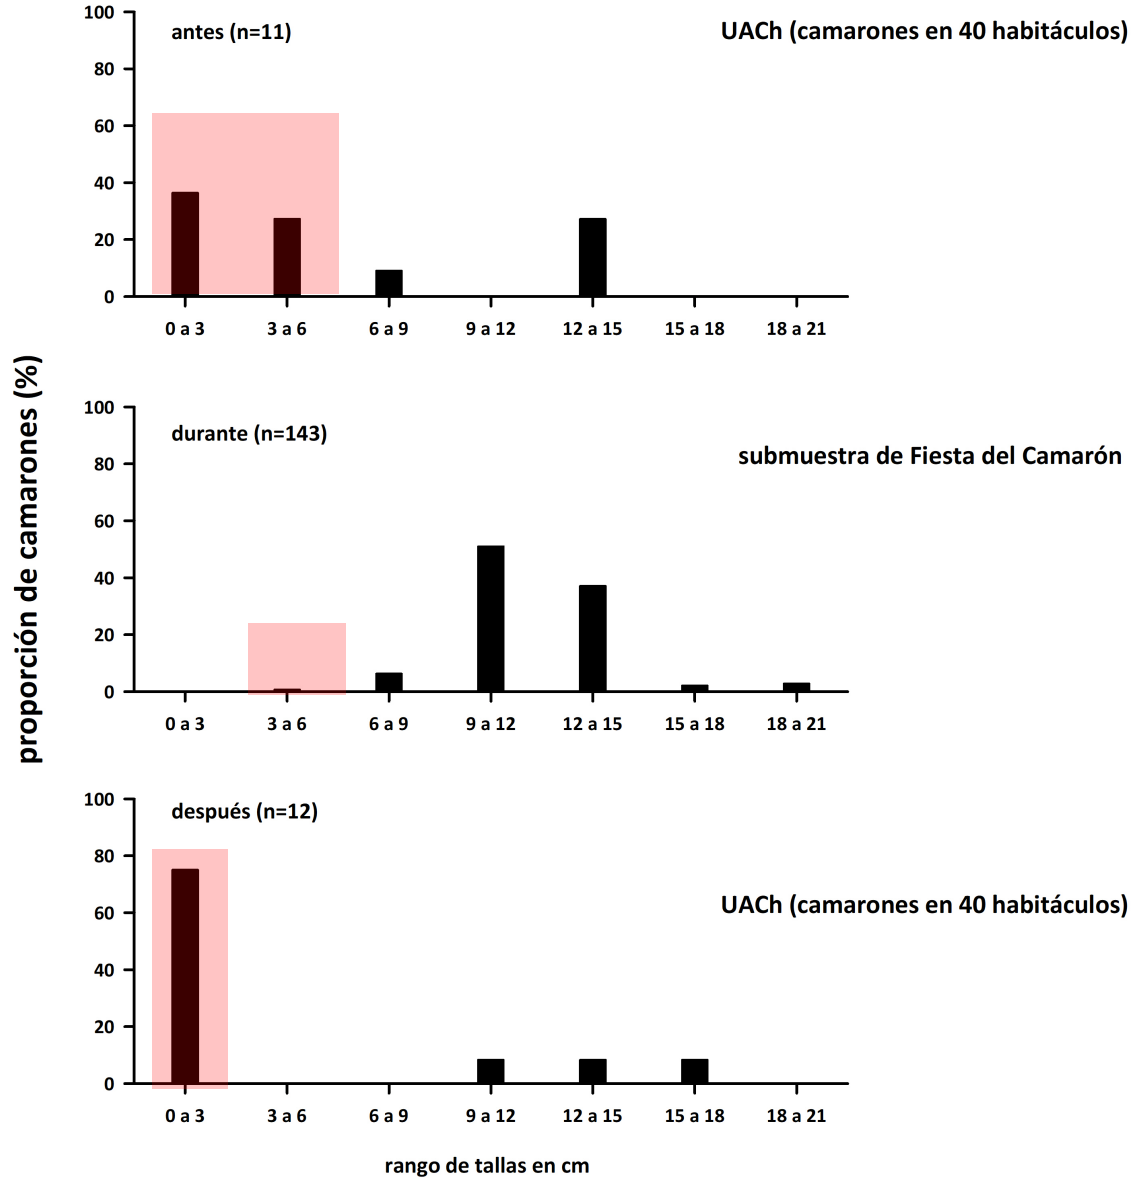 proporción de camarones (%)
antes (n=11)
UACh (camarones en 40 habitáculos)
100
80
60
40
20
0
0 a 3 3 a 6 6 a 9 9 a 12 12 a 15 15 a 18 18 a 21
durante (n=143)
submuestra de Fiesta del Camarón
100
80
60
40
20
0
0 a 3 3 a 6 6 a 9 9 a 12 12 a 15 15 a 18 18 a 21
después (n=12)
UACh (camarones en 40 habitáculos)
100
80
60
40
20
0
0 a 3 3 a 6 6 a 9 9 a 12 12 a 15 15 a 18 18 a 21
rango de tallas en cm